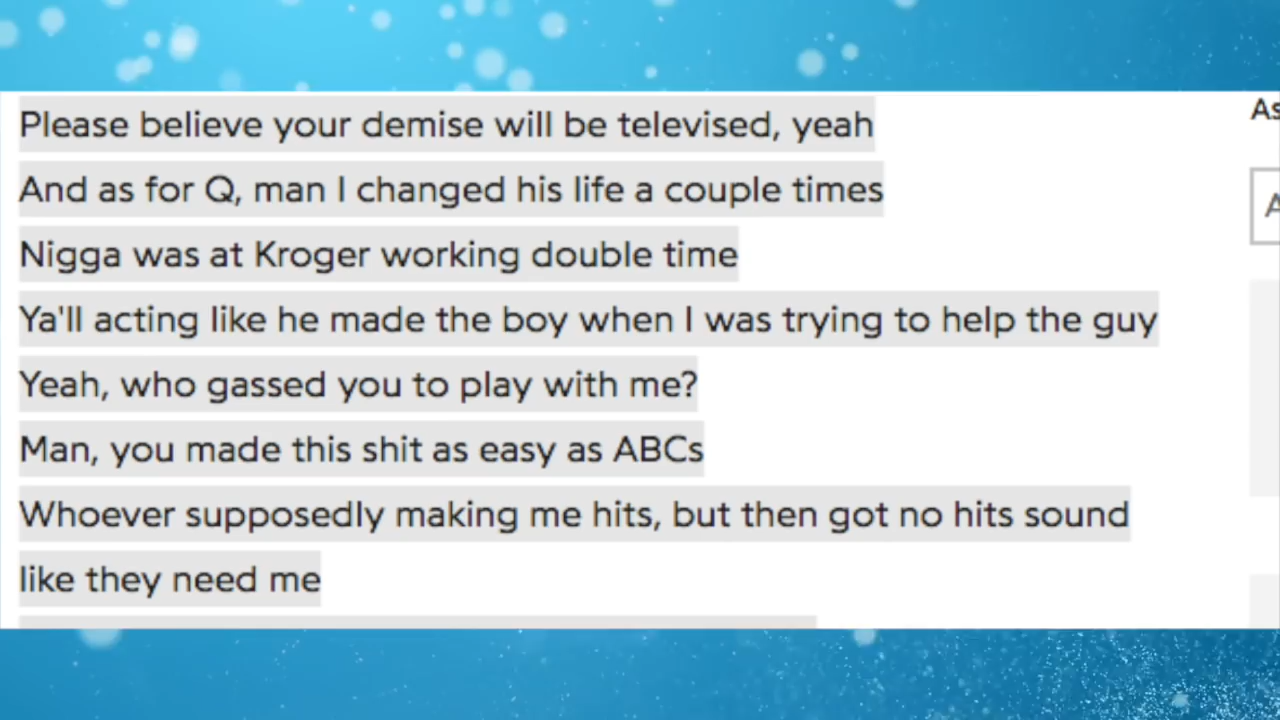 Please believe your demise will be televised, yeah
And as for Q, man I changed his life a couple times
Nigga was at Kroger working double time
Ya'll acting like he made the boy when I was trying to help the guy
Yeah, who gassed you to play with me?
Man, you made this shit as easy as ABCs
Whoever supposedly making me hits, but then got no hits sound
like they need me